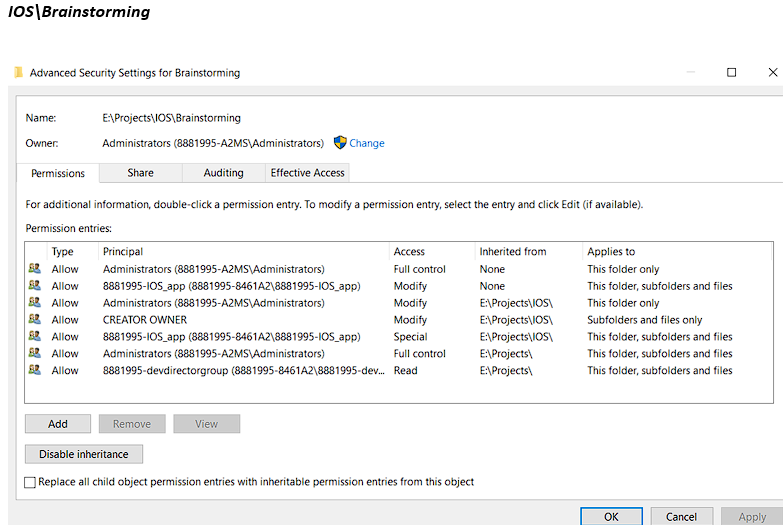 IOS\Brainstorming
Advanced Security Settings for Brainstorming
Name: E:\Projects\IOS\Brainstorming
Owner: Administrators (8881995-A2MS\Administrators) Change
Permissions Share Auditing Effective Access
For additional information, double-click a permission entry. To modify a permission entry, select the entry and click Edit (if available).
Permission entries:
Type Principal Access Inherited from Applies to
Allow Administrators (8881995-A2MS\Administrators) Full control None This folder only
Allow 8881995-IOS_app (8881995-8461A2\8881995-IOS_app) Modify None This folder, subfolders and files
Allow Administrators (8881995-A2MS\Administrators) Modify E:\Projects\IOS\ This folder only
Allow CREATOR OWNER Modify E:\Projects\IOS\ Subfolders and files only
Allow 8881995-IOS_app (8881995-8461A2\8881995-IOS_app) Special E:\Projects\IOS\ This folder, subfolders and files
Allow Administrators (8881995-A2MS\Administrators) Full control E:\Projects\ This folder, subfolders and files
Allow 8881995-devdirectorgroup (8881995-8461A2\8881995-dev... Read E:\Projects\ This folder, subfolders and files
Add Remove View
Disable inheritance
Replace all child object permission entries with inheritable permission entries from this object
OK Cancel Apply